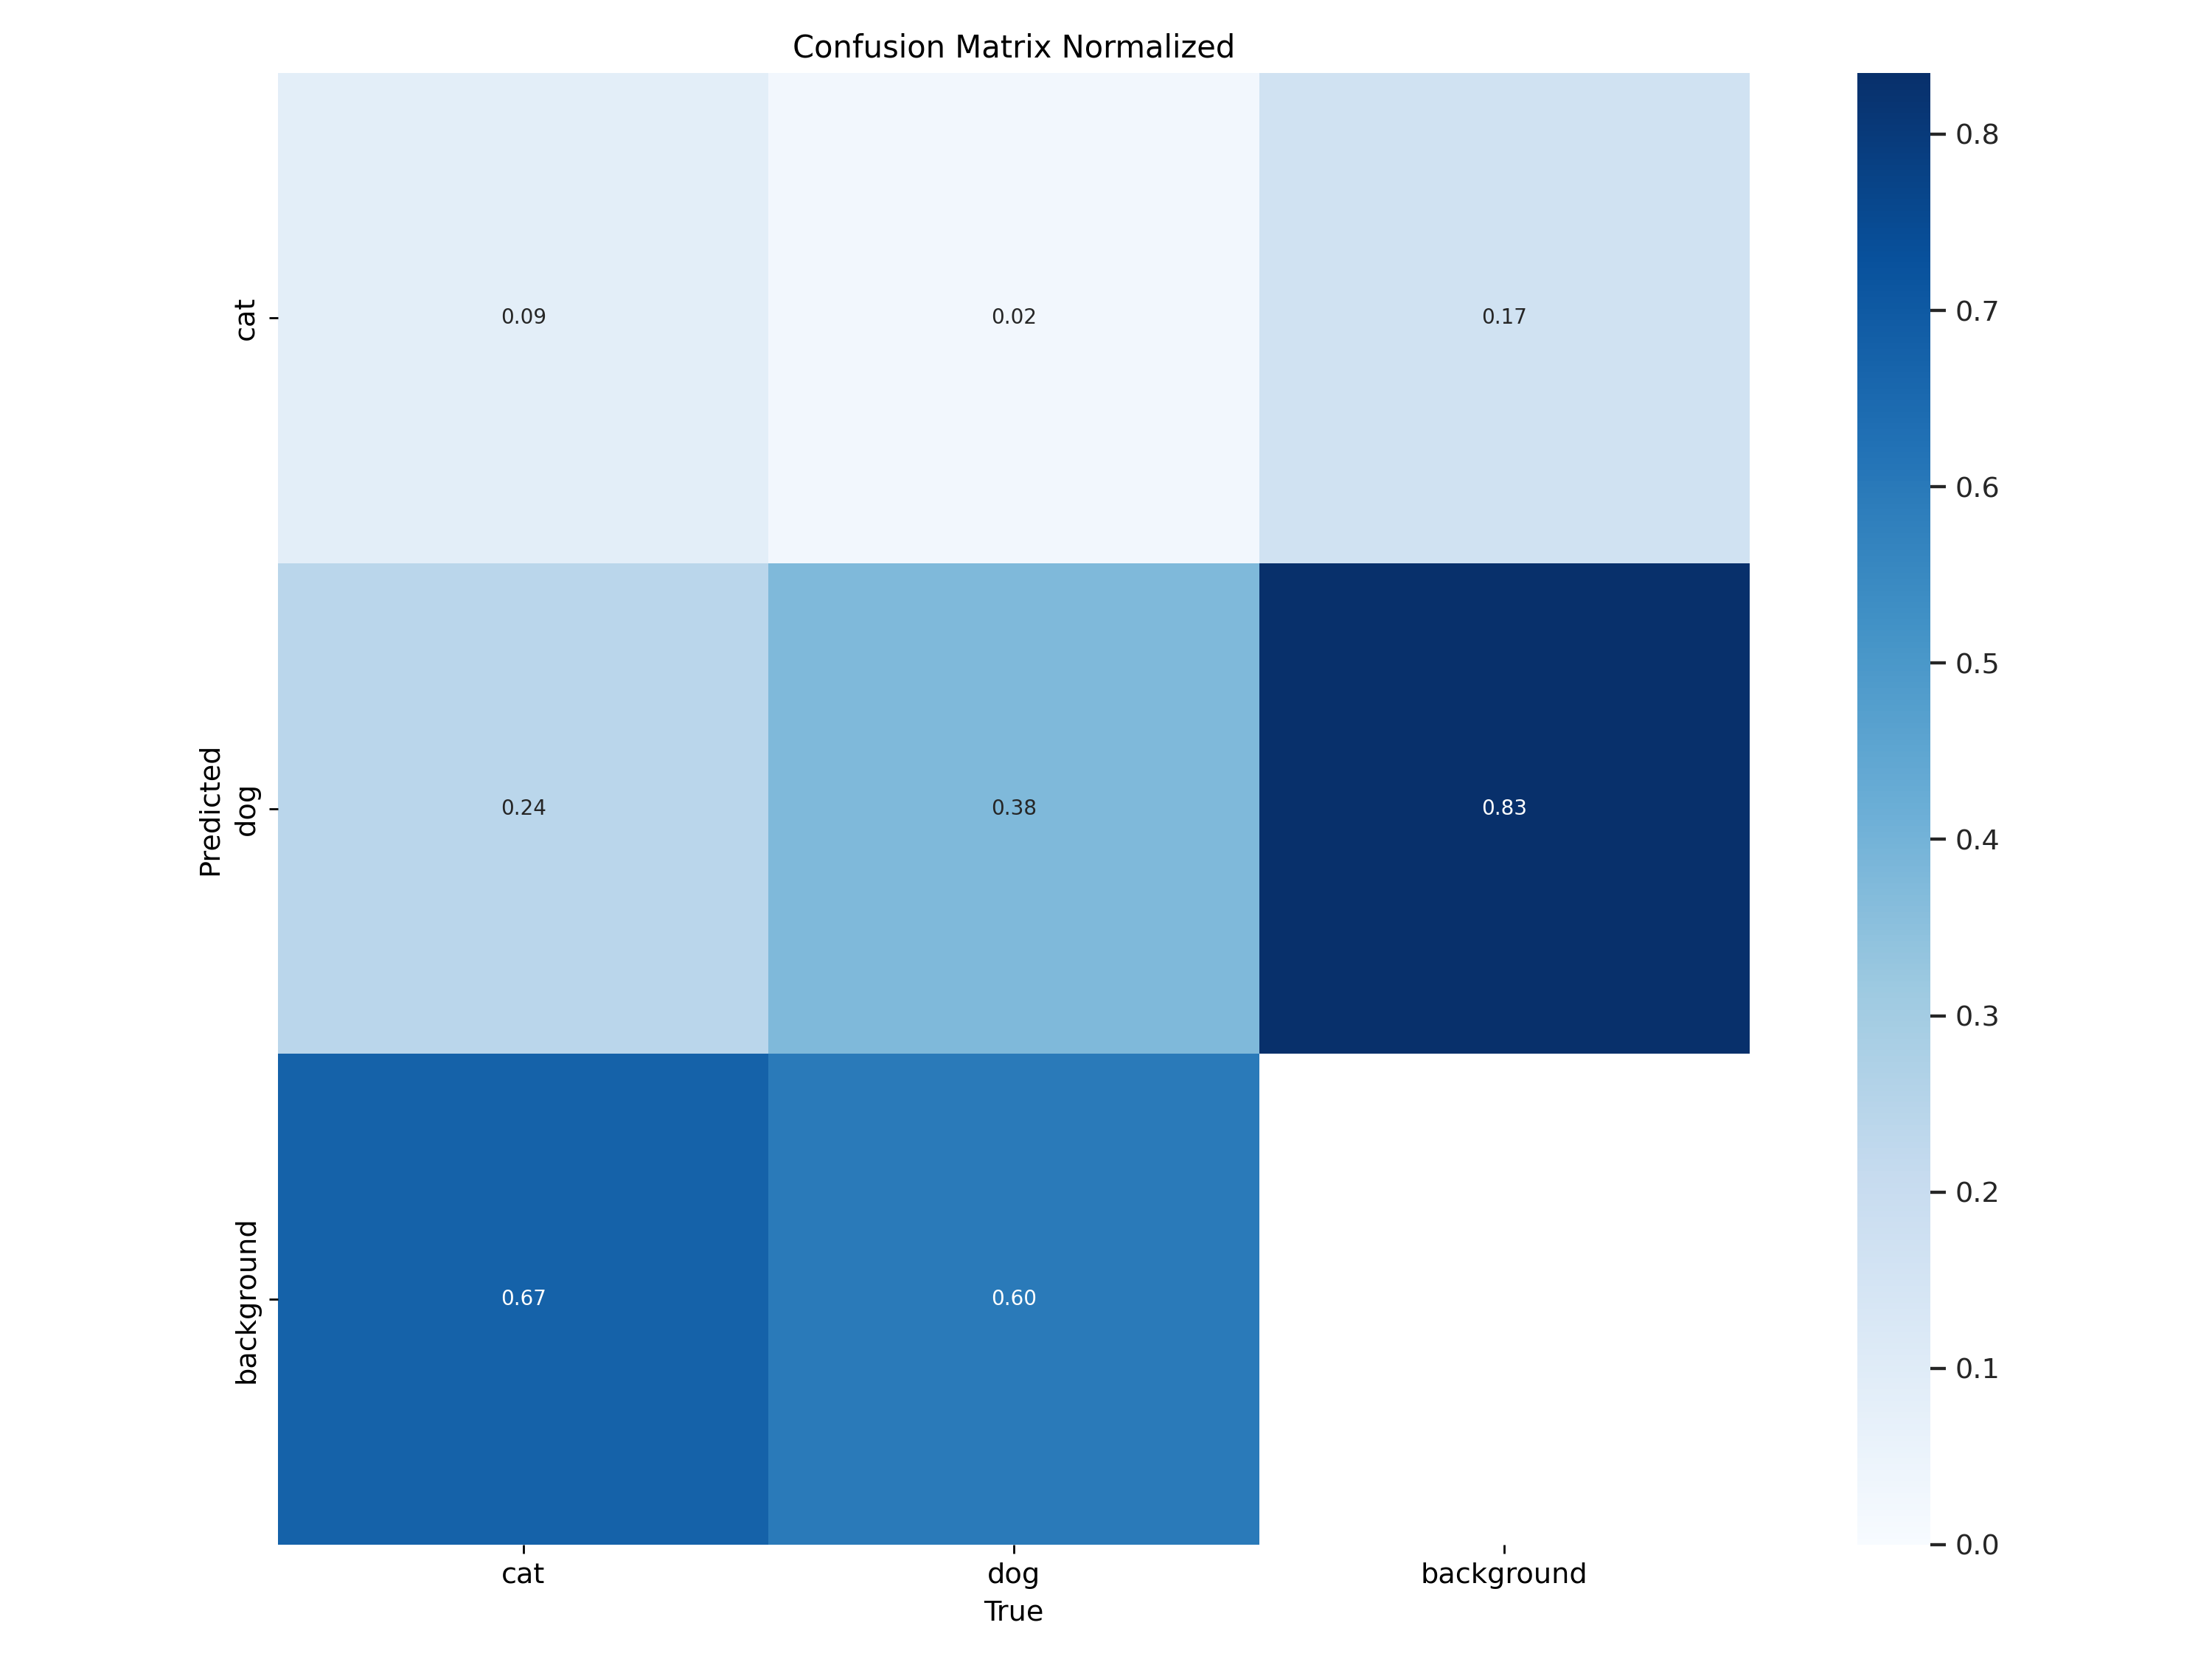 Confusion Matrix Normalized
cat
0.09
0.02
0.17
0.8
0.7
0.6
Predicted
dog
0.24
0.38
0.83
0.5
0.4
0.3
background
0.67
0.60
0.2
0.1
0.0
cat
dog
background
True